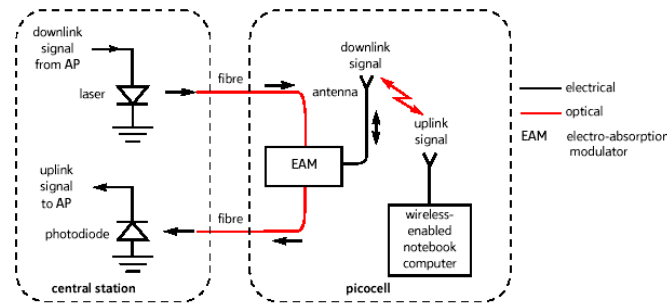 downlink
signal
from AP
laser
fibre
uplink
signal
to AP
photodiode
fibre
central station
downlink
signal
antenna
uplink
signal
EAM
wireless-
enabled
notebook
computer
picocell
electrical
optical
EAM electro-absorption
modulator